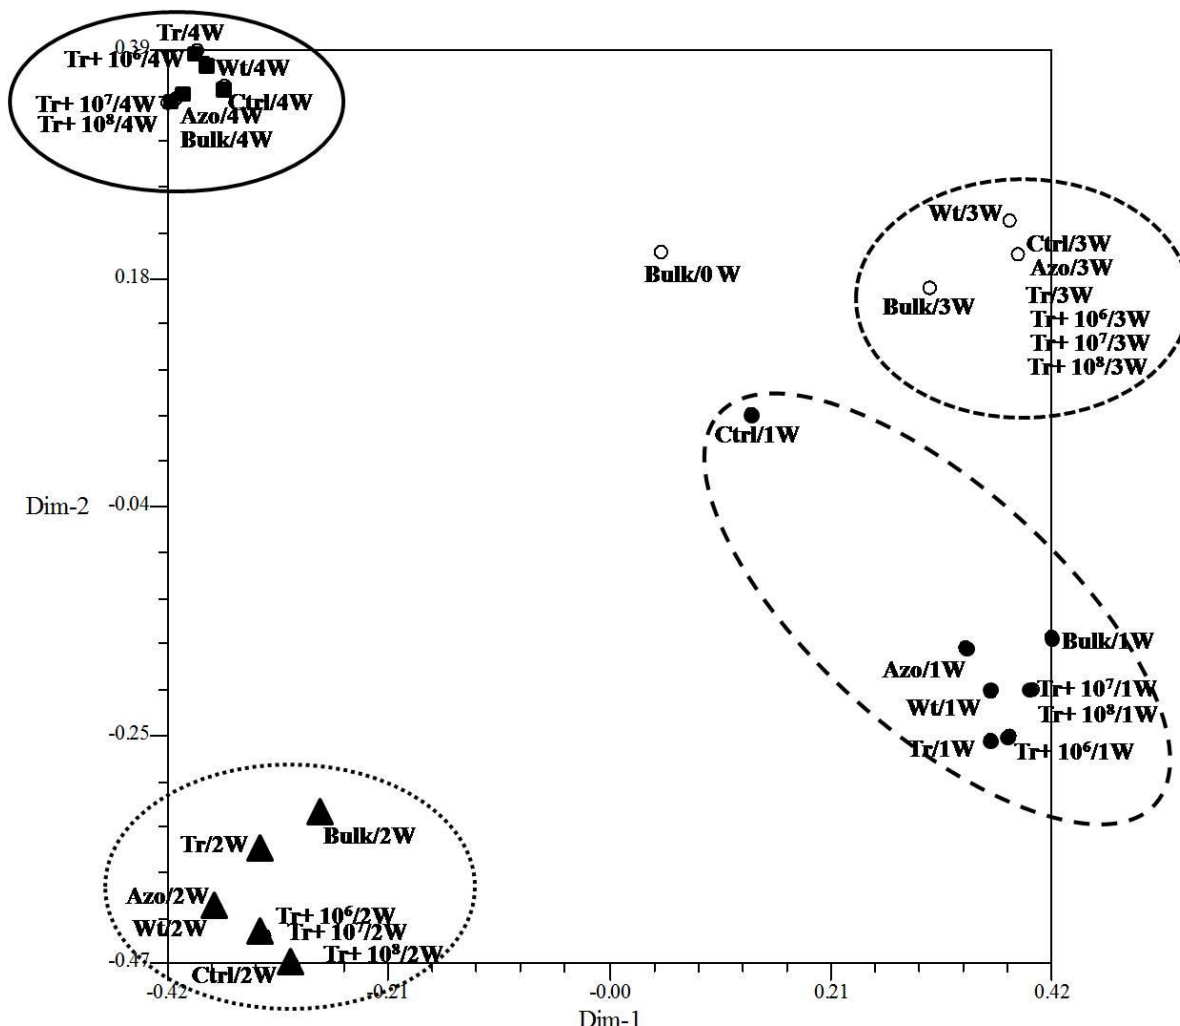 Tr/4W
0.39
Tr+ 10⁶/4W
Wt/4W
Tr+ 10⁷/4W
Ctrl/4W
Tr+ 10⁸/4W
Azo/4W
Bulk/4W
Wt/3W
Ctrl/3W
Azo/3W
Bulk/0 W
0.18
Bulk/3W
Tr/3W
Tr+ 10⁶/3W
Tr+ 10⁷/3W
Tr+ 10⁸/3W
Ctrl/1W
Dim-2
-0.04
Bulk/1W
Azo/1W
Tr+ 10⁷/1W
Wt/1W
Tr+ 10⁸/1W
-0.25
Tr/1W
Tr+ 10⁶/1W
Bulk/2W
Tr/2W
Azo/2W
Tr+ 10⁶/2W
Wt/2W
Tr+ 10⁷/2W
Tr+ 10⁸/2W
-0.47
Ctrl/2W
-0.42
-0.21
-0.00
0.21
0.42
Dim-1